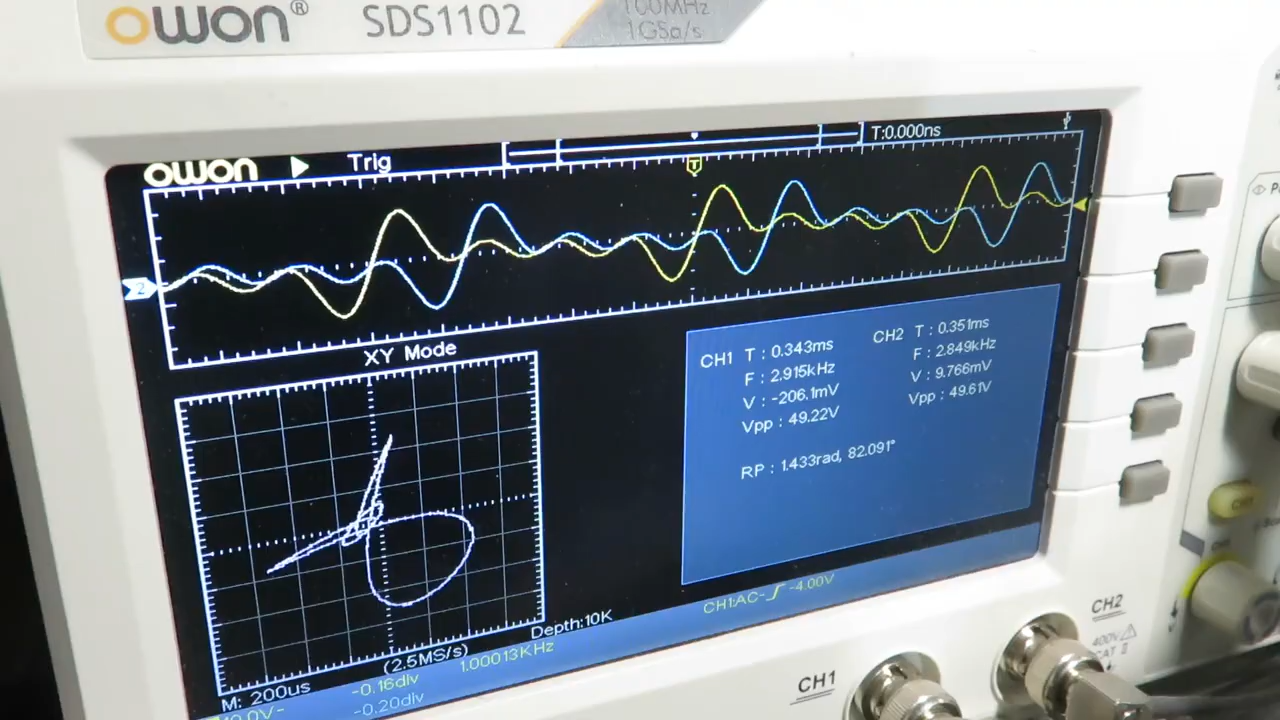 owon® SDS1102
100MHz
1GSa/s
owon Trig T:0.000ns
T
2
XY Mode
CH1 T : 0.343ms
F : 2.915kHz
V : -206.1mV
Vpp : 49.22V
CH2 T : 0.351ms
F : 2.849kHz
V : 9.766mV
Vpp : 49.61V
RP : 1.433rad, 82.091°
CH1:AC- -4.00V
Depth:10K
(2.5MS/s)
1.00013KHz
M: 200us
-0.16div
-0.20div
CH1
CH2
400V
CAT II